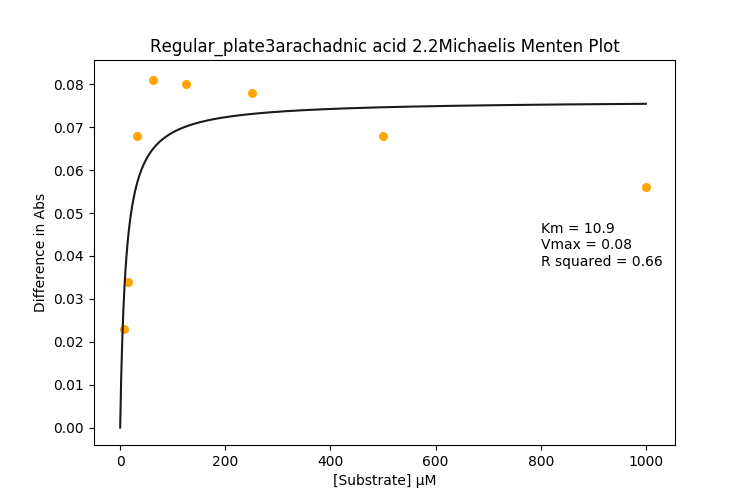 Regular_plate3arachadnic acid 2.2Michaelis Menten Plot
0.08
0.07
0.06
0.05
0.04
0.03
0.02
0.01
0.00
Difference in Abs
Km = 10.9
Vmax = 0.08
R squared = 0.66
0 200 400 600 800 1000
[Substrate] μM